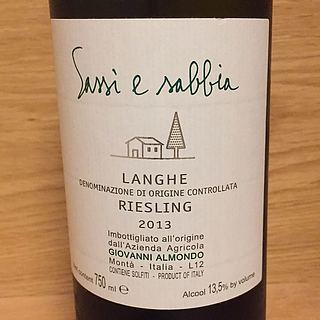 Sassi e sabbia
LANGHE
DENOMINAZIONE DI ORIGINE CONTROLLATA
RIESLING
2013
Imbottigliato all'origine
dall'Azienda Agricola
GIOVANNI ALMONDO
Montà - Italia - L12
CONTIENE SOLFITI - PRODUCT OF ITALY
content 750 ml e
Alcool 13,5% by volume